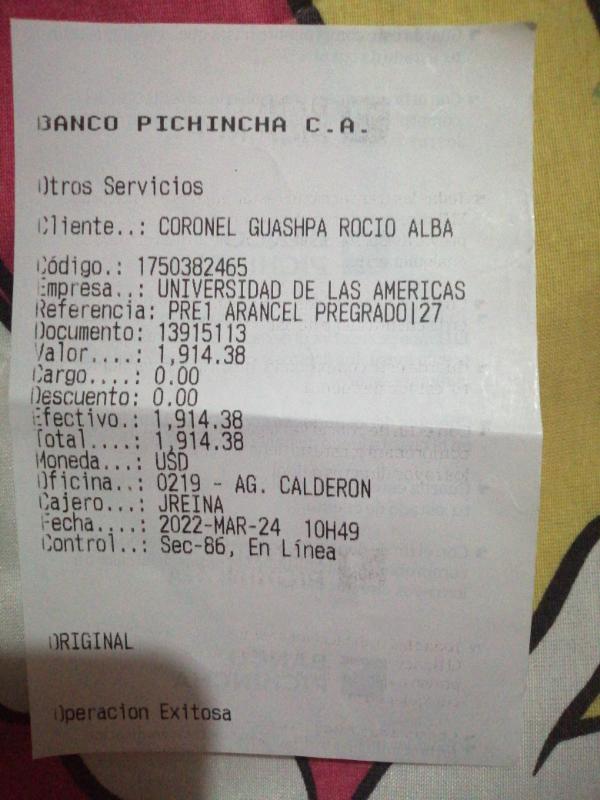 BANCO PICHINCHA C.A.
Otros Servicios
Cliente..: CORONEL GUASHPA ROCIO ALBA
Código.: 1750382465
Empresa..: UNIVERSIDAD DE LAS AMERICAS
Referencia: PRE1 ARANCEL PREGRADO|27
Documento: 13915113
Valor....: 1,914.38
Cargo....: 0.00
Descuento: 0.00
Efectivo.: 1,914.38
Total....: 1,914.38
Moneda...: USD
Oficina..: 0219 - AG. CALDERON
Cajero...: JREINA
Fecha....: 2022-MAR-24 10H49
Control..: Sec-86, En Línea
ORIGINAL
Operacion Exitosa